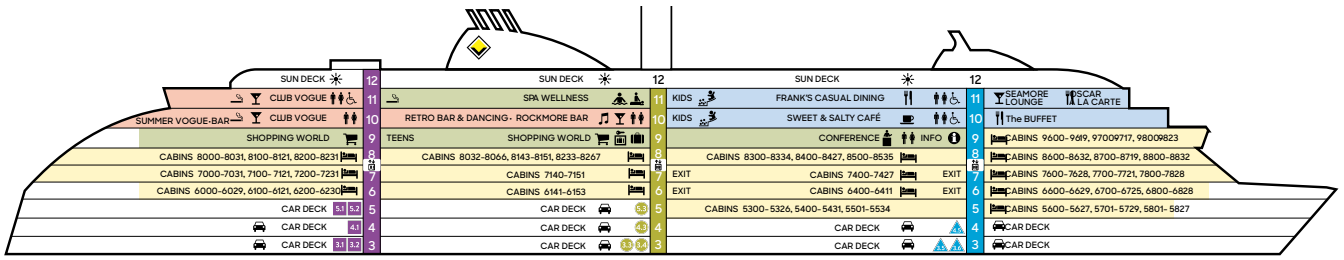 SUN DECK 12 SUN DECK 12 SUN DECK 12
CLUB VOGUE 11 SPA WELLNESS 11 KIDS FRANK'S CASUAL DINING 11 SEAMORE LOUNGE OSCAR LA CARTE
SUMMER VOGUE-BAR CLUB VOGUE 10 RETRO BAR & DANCING· ROCKMORE BAR 10 KIDS SWEET & SALTY CAFÉ 10 The BUFFET
SHOPPING WORLD 9 TEENS SHOPPING WORLD 9 CONFERENCE INFO 9 CABINS 9600-9619, 97009717, 98009823
CABINS 8000-8031, 8100-8121, 8200-8231 8 CABINS 8032-8066, 8143-8151, 8233-8267 8 CABINS 8300-8334, 8400-8427, 8500-8535 8 CABINS 8600-8632, 8700-8719, 8800-8832
CABINS 7000-7031, 7100-7121, 7200-7231 7 CABINS 7140-7151 7 EXIT CABINS 7400-7427 EXIT 7 CABINS 7600-7628, 7700-7721, 7800-7828
CABINS 6000-6029, 6100-6121, 6200-6230 6 CABINS 6141-6153 6 EXIT CABINS 6400-6411 EXIT 6 CABINS 6600-6629, 6700-6725, 6800-6828
CAR DECK 5.1 5.2 5 CAR DECK 5.3 5 CABINS 5300-5326, 5400-5431, 5501-5534 5 CABINS 5600-5627, 5701-5729, 5801-5827
CAR DECK 4.1 4 CAR DECK 4.3 4 CAR DECK 4 CAR DECK
CAR DECK 3.1 3.2 3 CAR DECK 3.3 3.4 3 CAR DECK 3.5 3.6 3 CAR DECK